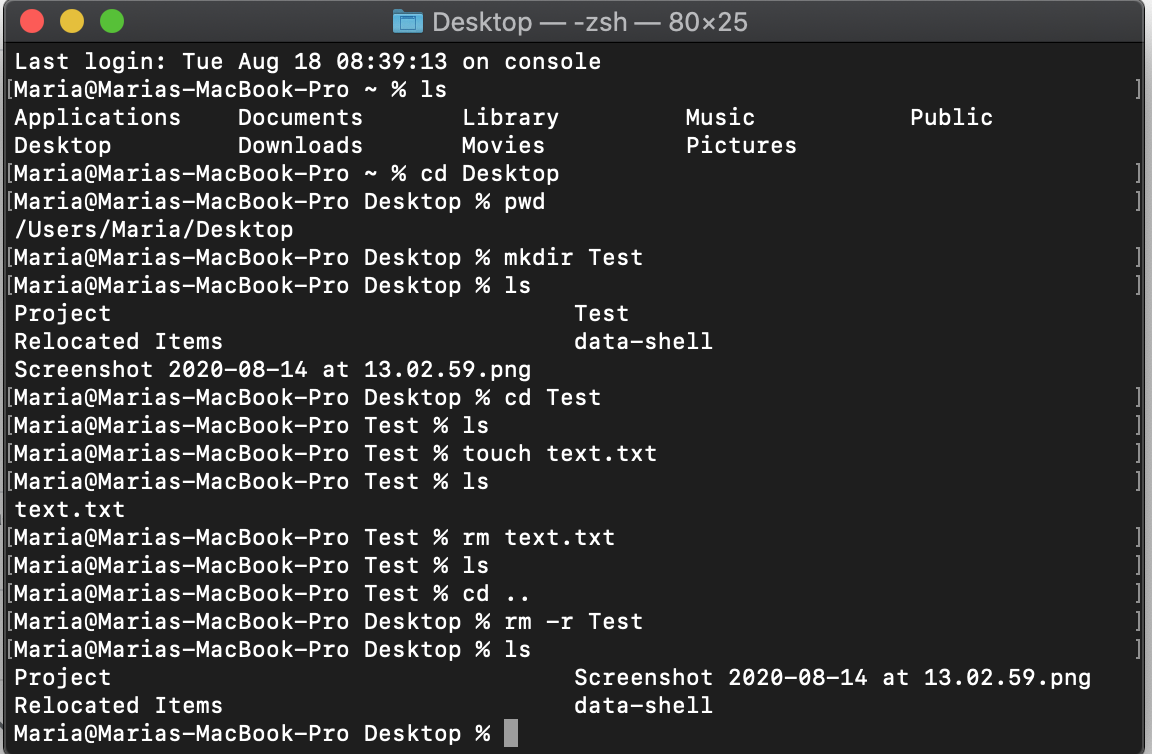 Desktop — -zsh — 80×25
Last login: Tue Aug 18 08:39:13 on console
[Maria@Marias-MacBook-Pro ~ % ls ]
Applications    Documents       Library         Music           Public
Desktop         Downloads       Movies          Pictures
[Maria@Marias-MacBook-Pro ~ % cd Desktop ]
[Maria@Marias-MacBook-Pro Desktop % pwd ]
/Users/Maria/Desktop
[Maria@Marias-MacBook-Pro Desktop % mkdir Test ]
[Maria@Marias-MacBook-Pro Desktop % ls ]
Project                                 Test
Relocated Items                         data-shell
Screenshot 2020-08-14 at 13.02.59.png
[Maria@Marias-MacBook-Pro Desktop % cd Test ]
[Maria@Marias-MacBook-Pro Test % ls ]
[Maria@Marias-MacBook-Pro Test % touch text.txt ]
[Maria@Marias-MacBook-Pro Test % ls ]
text.txt
[Maria@Marias-MacBook-Pro Test % rm text.txt ]
[Maria@Marias-MacBook-Pro Test % ls ]
[Maria@Marias-MacBook-Pro Test % cd .. ]
[Maria@Marias-MacBook-Pro Desktop % rm -r Test ]
[Maria@Marias-MacBook-Pro Desktop % ls ]
Project                                 Screenshot 2020-08-14 at 13.02.59.png
Relocated Items                         data-shell
Maria@Marias-MacBook-Pro Desktop %